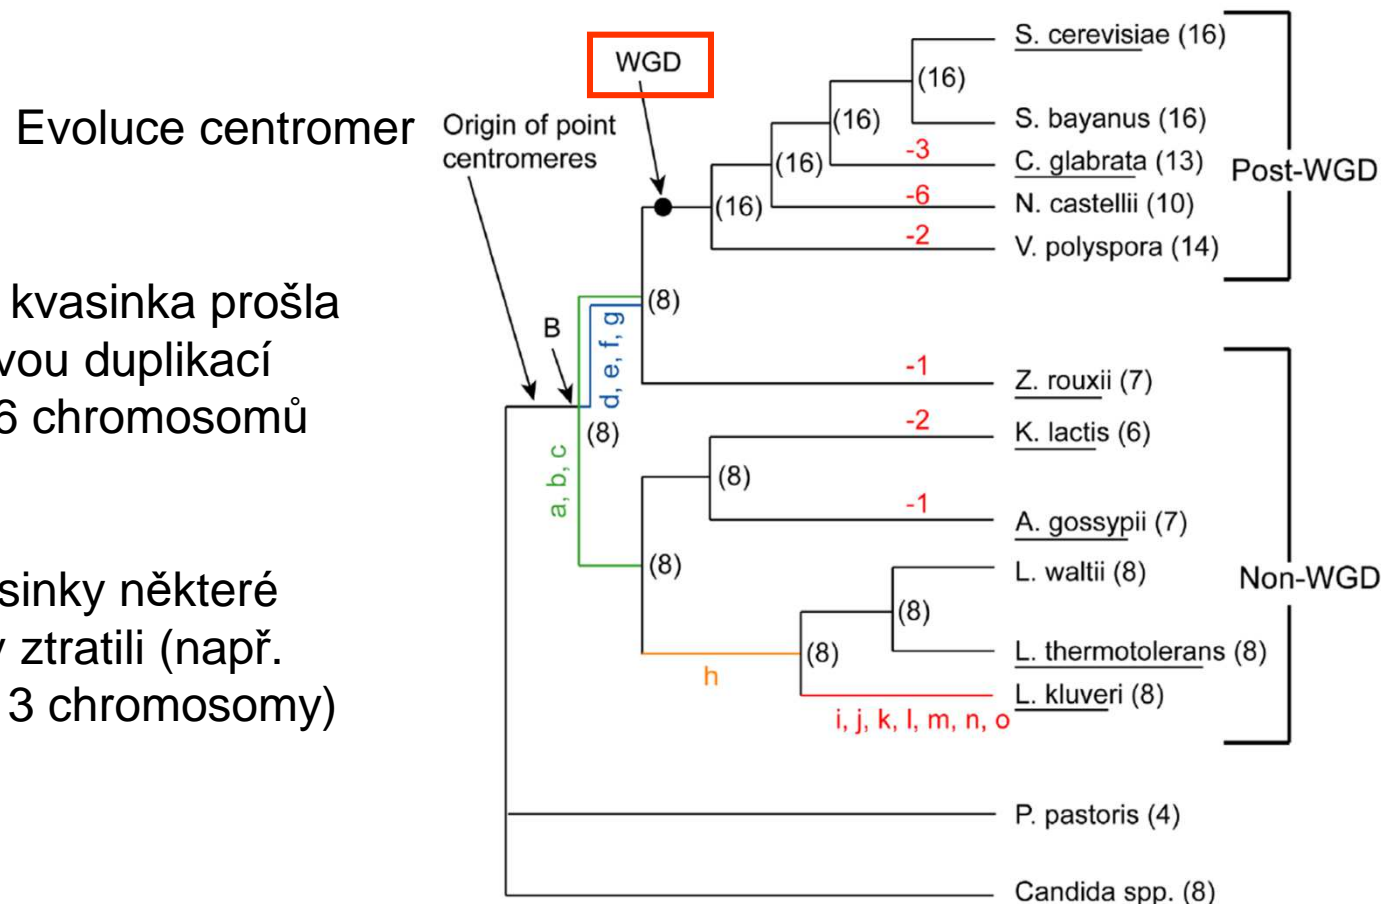 Evoluce centromer
kvasinka prošla
vou duplikací
6 chromosomů
sinky některé
ztratili (např.
3 chromosomy)
WGD
Origin of point
centromeres
B
a, b, c
d, e, f, g
(8)
(8)
(16)
(16)
(16)
(16)
S. cerevisiae (16)
S. bayanus (16)
-3
C. glabrata (13)
-6
N. castellii (10)
-2
V. polyspora (14)
Post-WGD
-1
Z. rouxii (7)
-2
K. lactis (6)
(8)
-1
A. gossypii (7)
(8)
L. waltii (8)
(8)
L. thermotolerans (8)
(8)
h
L. kluveri (8)
i, j, k, l, m, n, o
Non-WGD
P. pastoris (4)
Candida spp. (8)